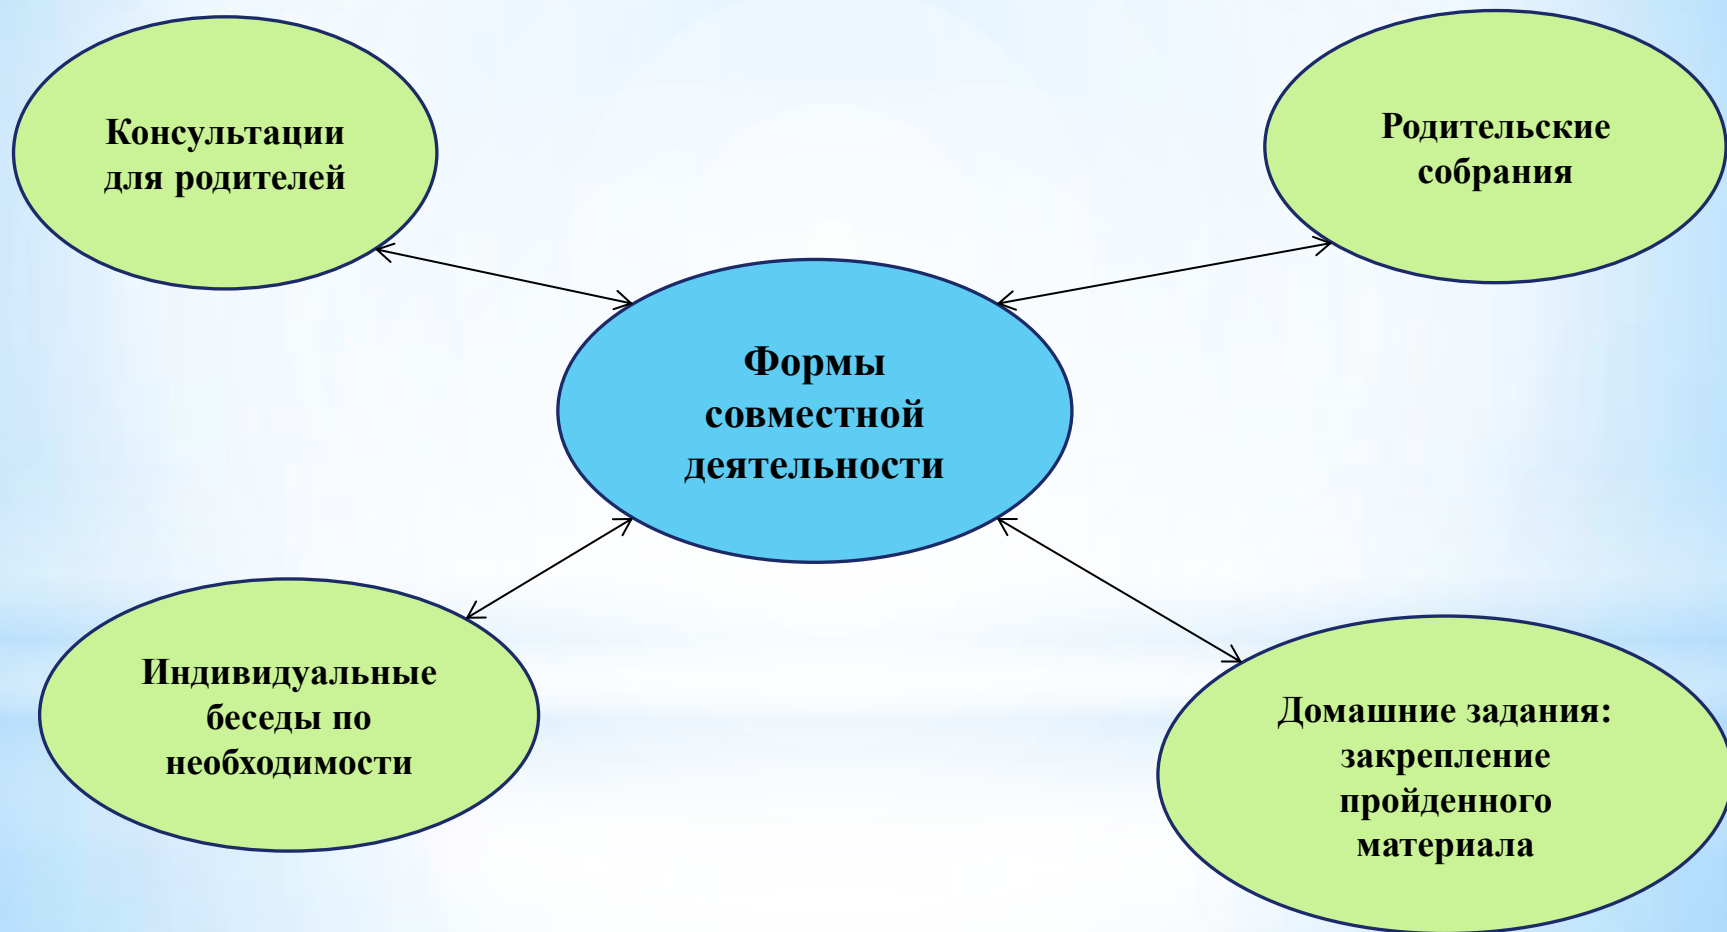 Консультации
для родителей
Родительские
собрания
Формы
совместной
деятельности
Индивидуальные
беседы по
необходимости
Домашние задания:
закрепление
пройденного
материала